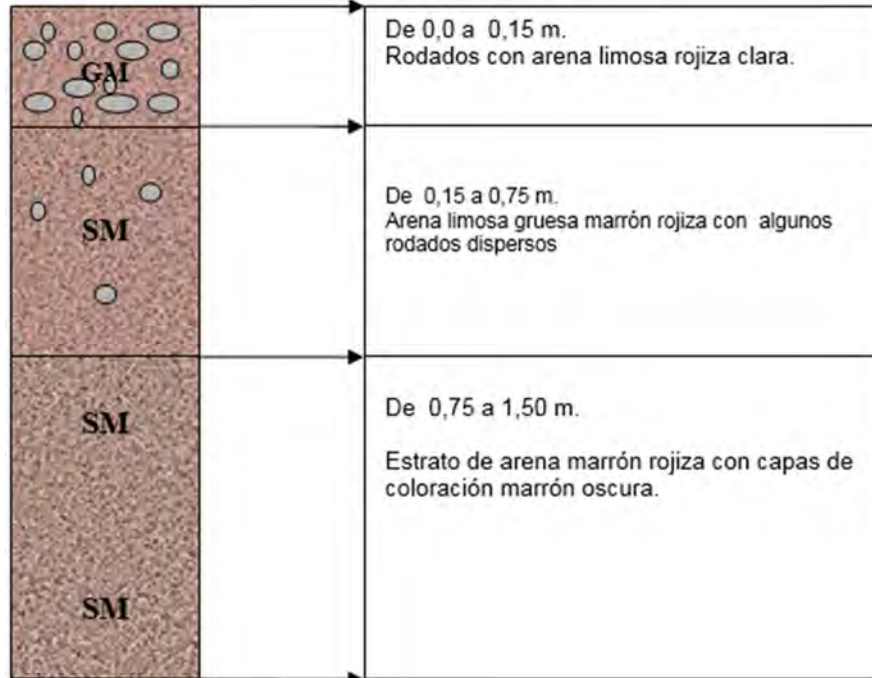 GM
De 0,0 a 0,15 m.
Rodados con arena limosa rojiza clara.
SM
De 0,15 a 0,75 m.
Arena limosa gruesa marrón rojiza con algunos
rodados dispersos
SM
De 0,75 a 1,50 m.
Estrato de arena marrón rojiza con capas de
coloración marrón oscura.
SM